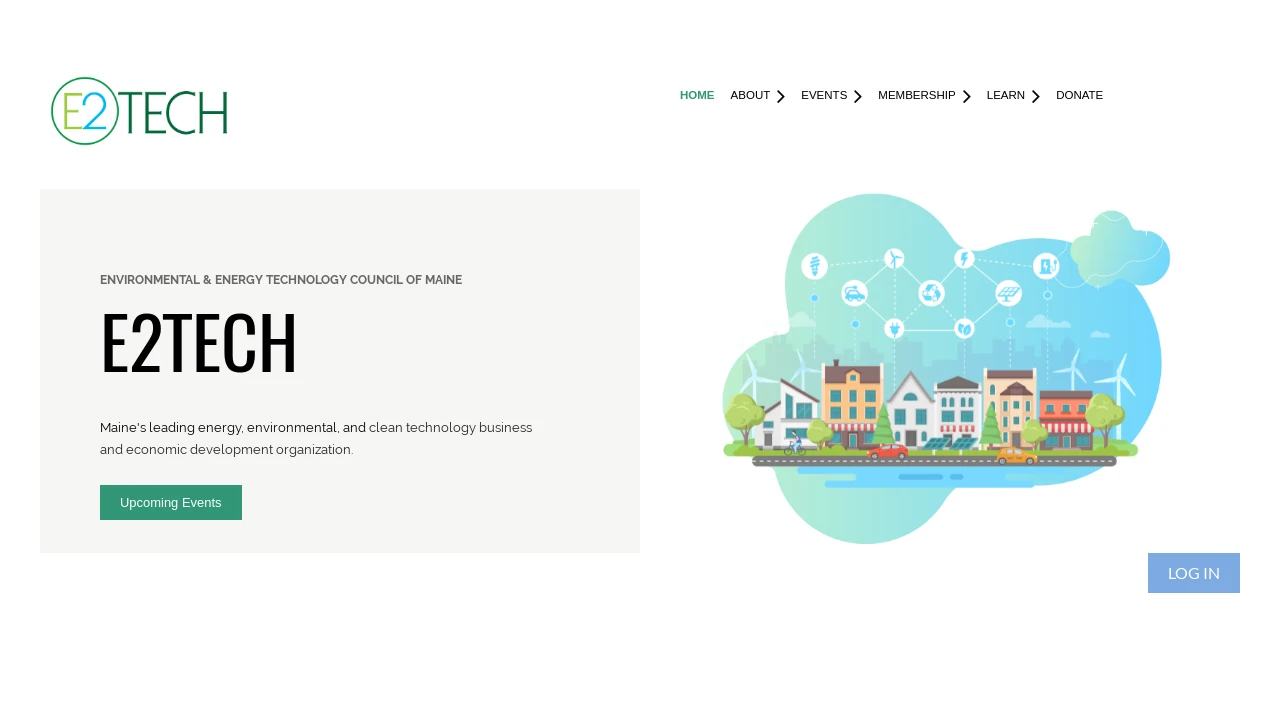 E2TECH
HOME ABOUT EVENTS MEMBERSHIP LEARN DONATE
ENVIRONMENTAL & ENERGY TECHNOLOGY COUNCIL OF MAINE
E2TECH
Maine's leading energy, environmental, and clean technology business
and economic development organization.
Upcoming Events
LOG IN